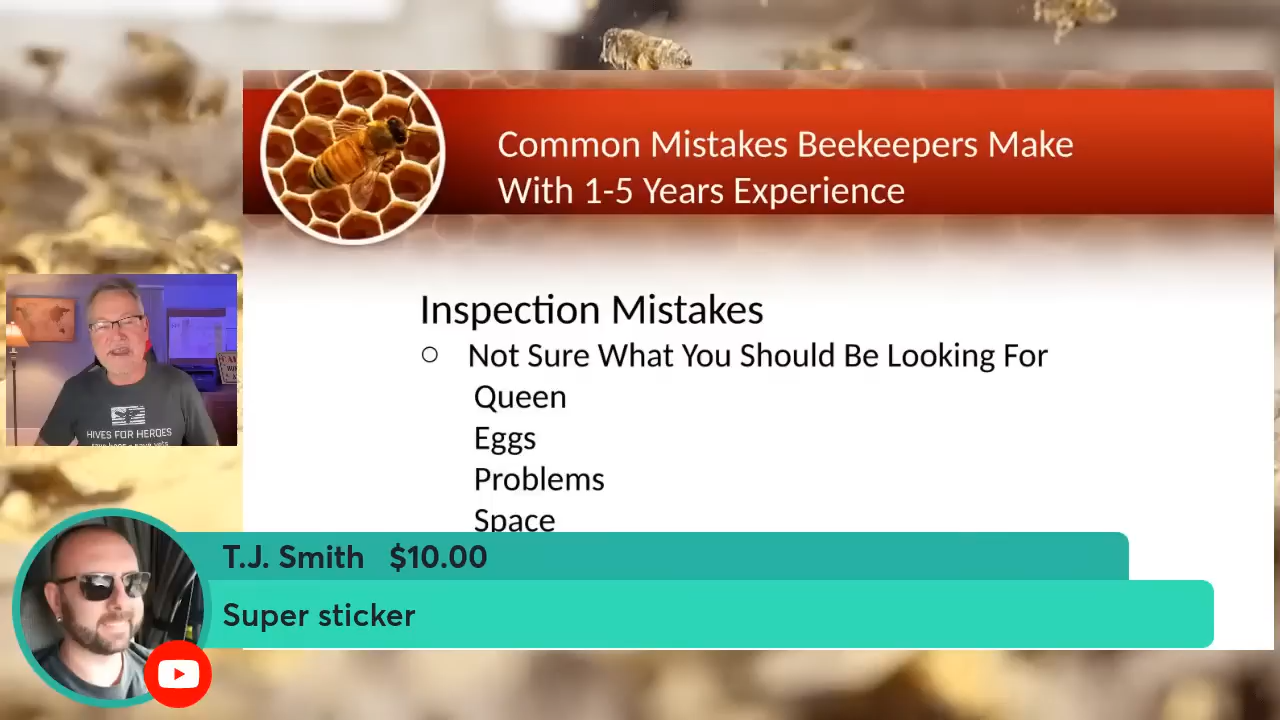 Common Mistakes Beekeepers Make
With 1-5 Years Experience
Inspection Mistakes
○ Not Sure What You Should Be Looking For
Queen
Eggs
Problems
Space
HIVES FOR HEROES
T.J. Smith $10.00
Super sticker